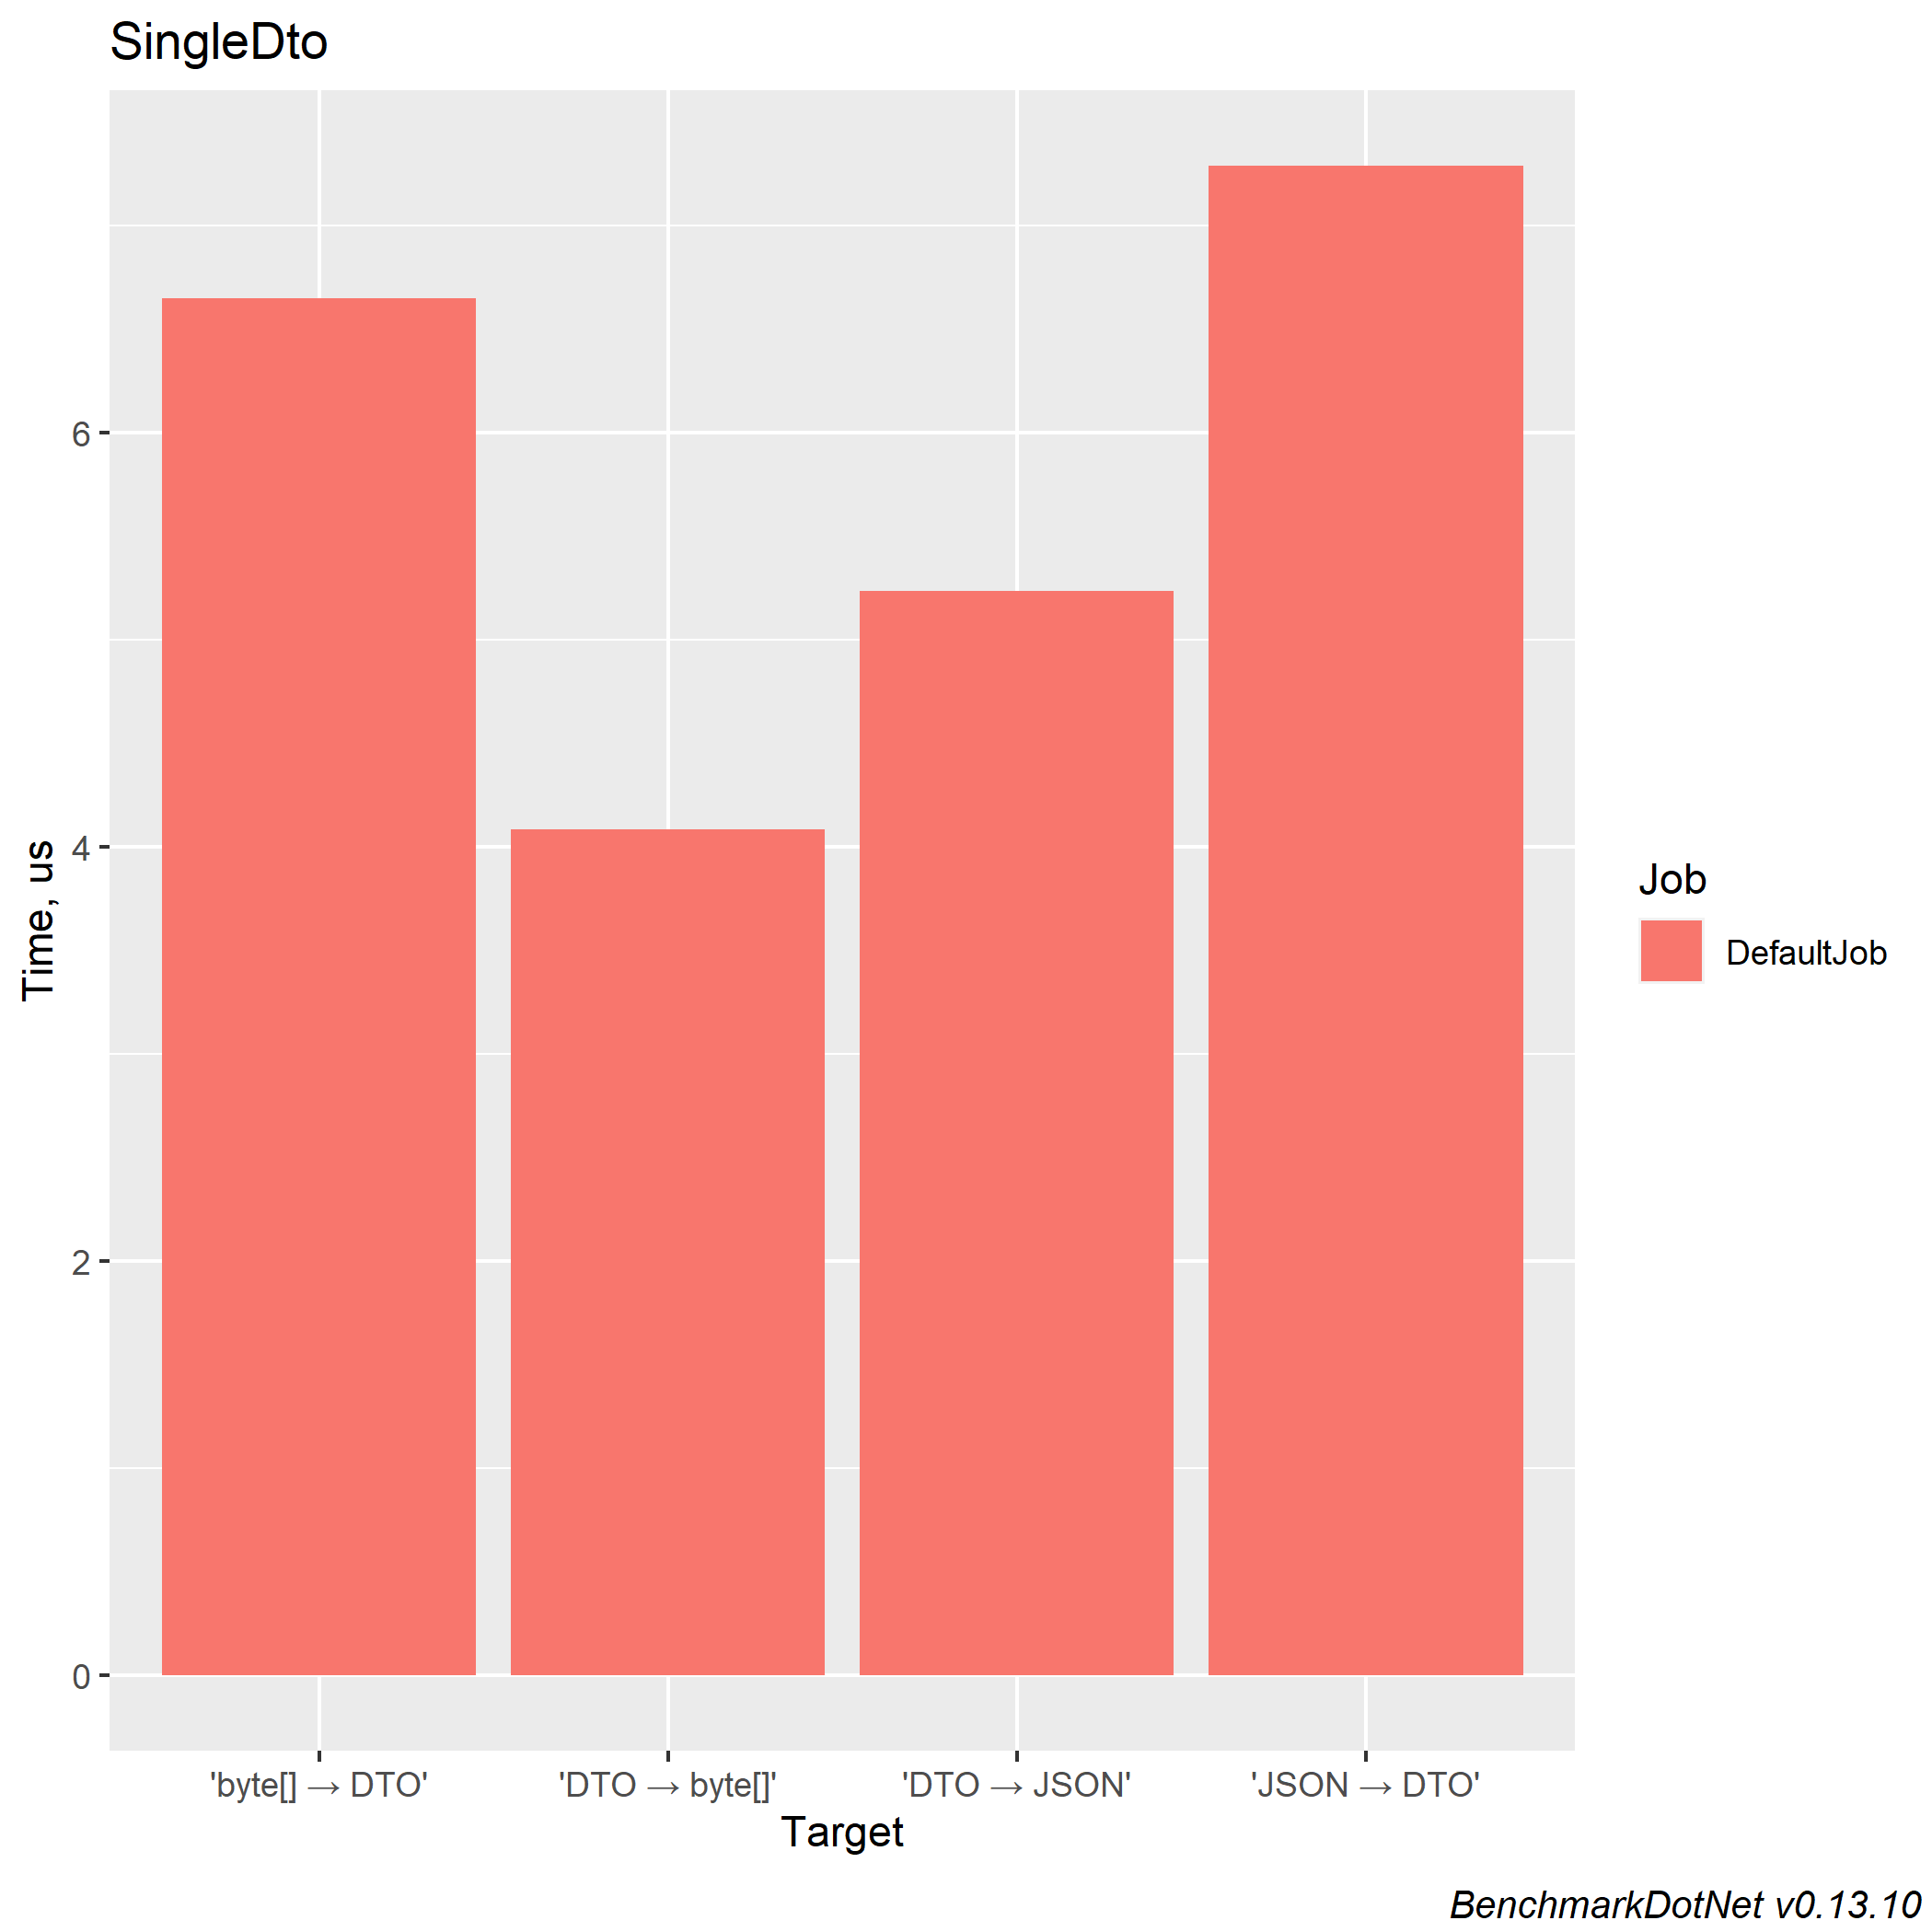 SingleDto
Time, us
6
4
2
0
'byte[] → DTO'
'DTO → byte[]'
'DTO → JSON'
'JSON → DTO'
Target
Job
DefaultJob
BenchmarkDotNet v0.13.10